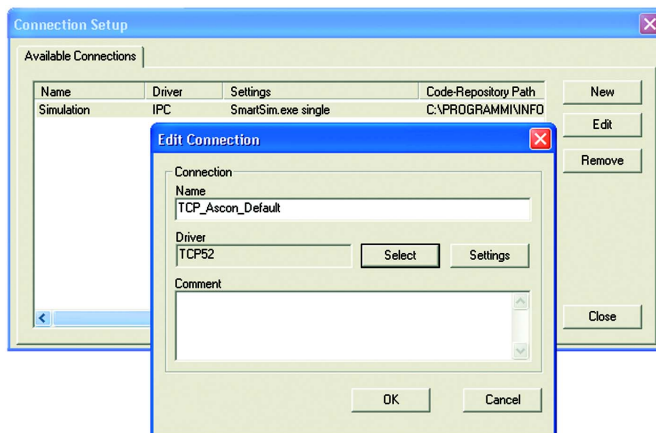 Connection Setup
Available Connections
Name Driver Settings Code-Repository Path
Simulation IPC SmartSim.exe single C:\PROGRAMMI\INFO
New
Edit
Remove
Close
Edit Connection
Connection
Name
TCP_Ascon_Default
Driver
TCP52 Select Settings
Comment
OK Cancel